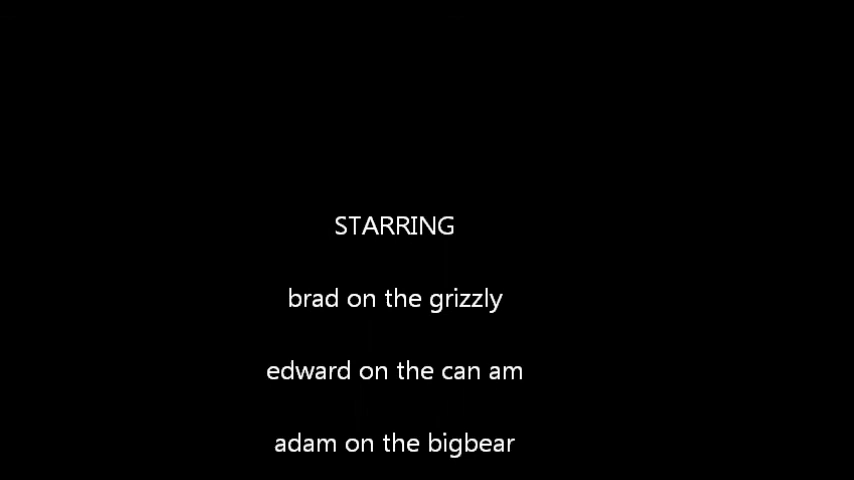 STARRING
brad on the grizzly
edward on the can am
adam on the bigbear